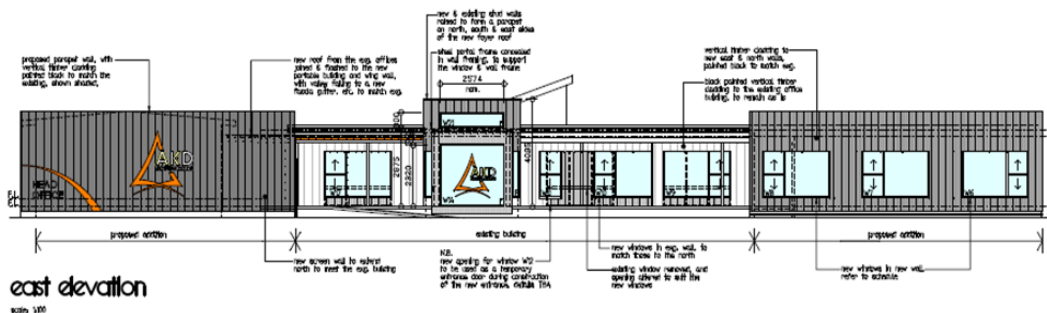 new & existing stud walls
raised to form a parapet
on north, south & east sides
of the new foyer roof
steel portal frame concealed
in wall framing, to support
the window & wall frame
2574
nom.
proposed parapet wall, with
vertical timber cladding
painted black to match the
existing, shown shaded.
new roof from the exg. offices
joined & flashed to the new
portable building and wing wall,
with valley falling to a new
fascia gutter, etc. to match exg.
vertical timber cladding to
new east & north walls,
painted black to match exg.
black painted vertical timber
cladding to the existing office
building, to remain as is
AKD
HEAD
OFFICE
2875
2320
4035
AKD
proposed addition
existing building
proposed addition
new screen wall to extend
north to meet the exg. building
N.B.
new opening for window W12
to be used as a temporary
entrance door during construction
of the new entrance, details TBA
new windows in exg. wall, to
match these to the north
existing window removed, and
opening altered to suit the
new windows
new windows in new wall,
refer to schedule
east elevation
scale 1:100